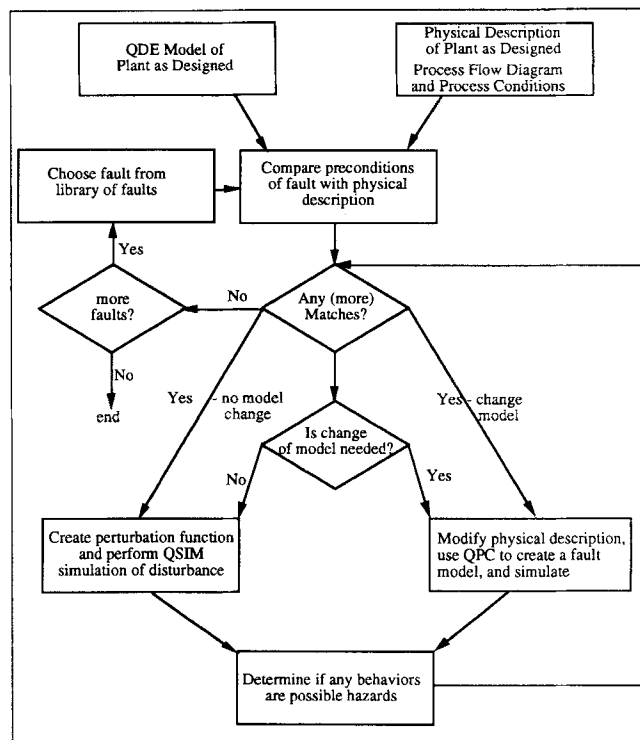 QDE Model of
Plant as Designed
Physical Description
of Plant as Designed
Process Flow Diagram
and Process Conditions
Choose fault from
library of faults
Compare preconditions
of fault with physical
description
Yes
more
faults?
No
Any (more)
Matches?
No
end
Yes - no model
change
Yes - change
model
Is change
of model needed?
No
Yes
Create perturbation function
and perform QSIM
simulation of disturbance
Modify physical description,
use QPC to create a fault
model, and simulate
Determine if any behaviors
are possible hazards